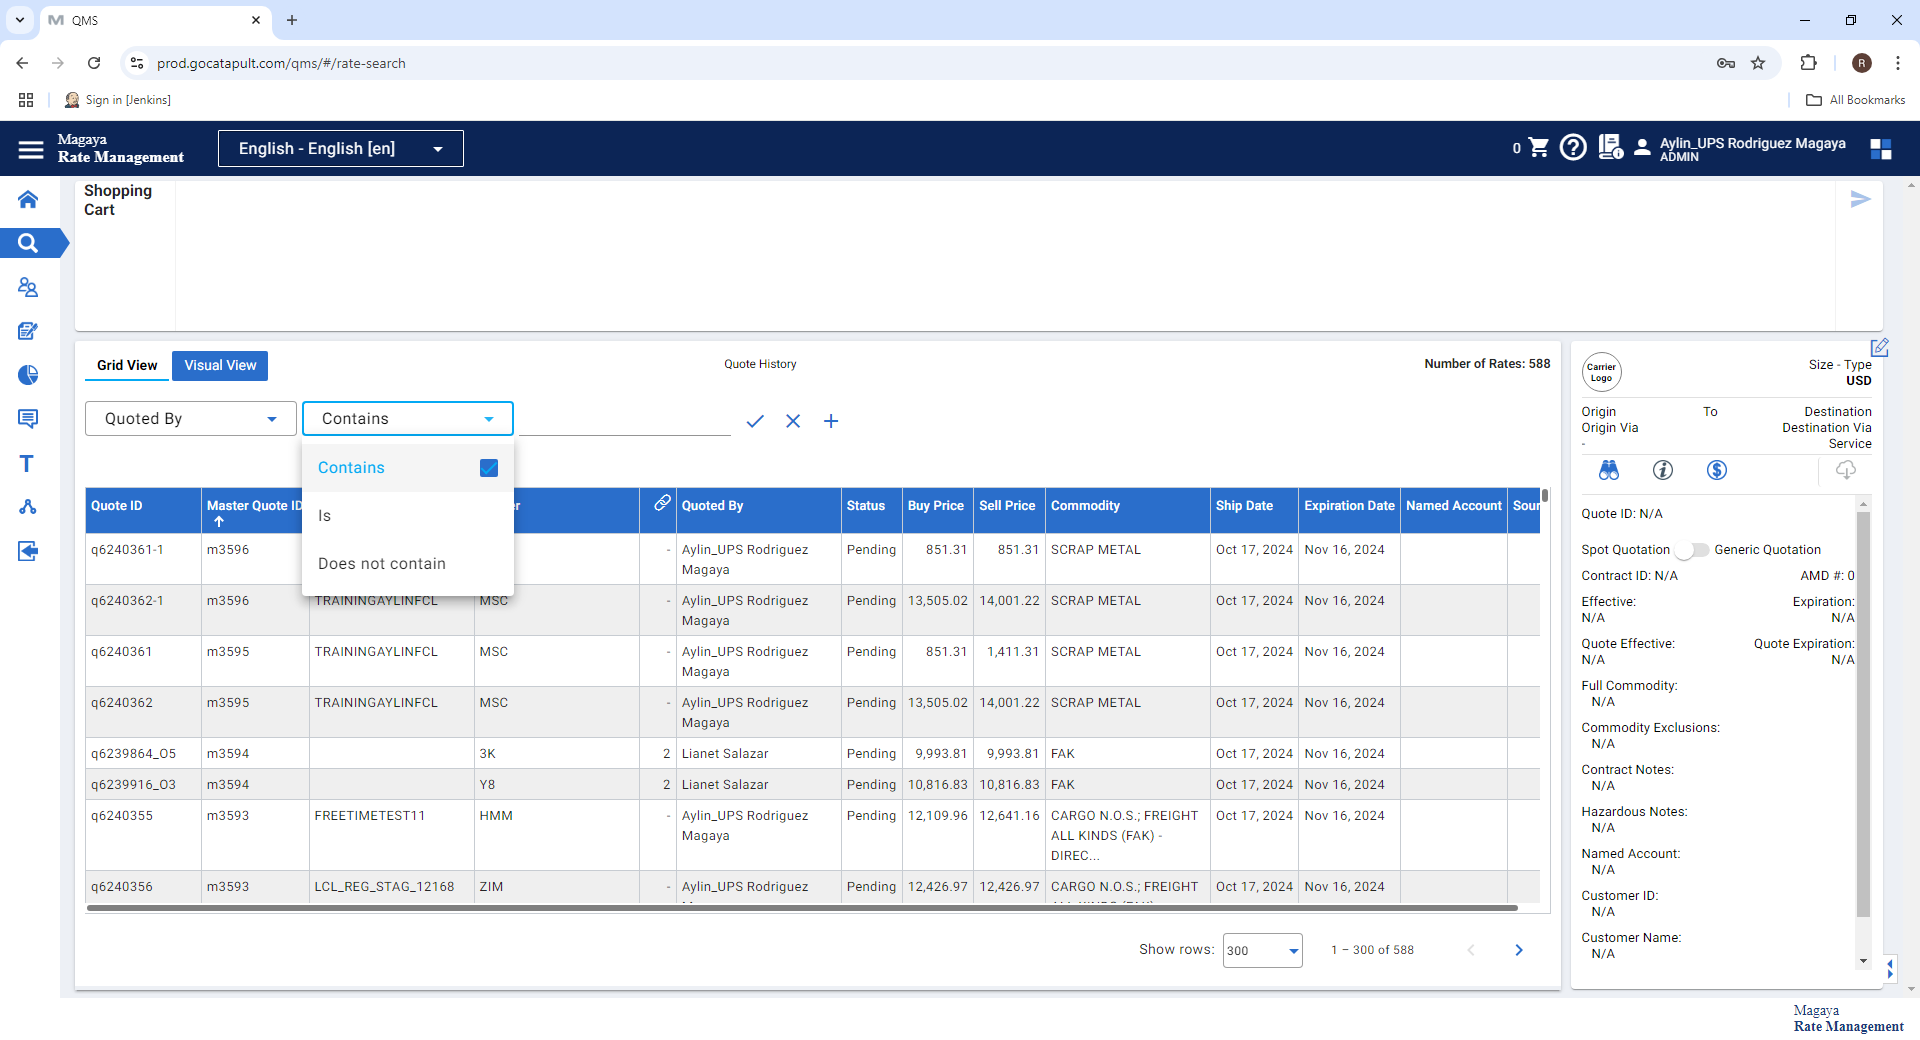 QMS
prod.gocatapult.com/qms/#/rate-search
R
Sign in [Jenkins]
All Bookmarks
Magaya
Rate Management
English - English [en]
0
Aylin_UPS Rodriguez Magaya
ADMIN
Shopping
Cart
Grid View
Visual View
Quote History
Number of Rates: 588
Quoted By
Contains
Contains
Is
Does not contain
Quote ID
Master Quote ID
Quoted By
Status
Buy Price
Sell Price
Commodity
Ship Date
Expiration Date
Named Account
q6240361-1 m3596 - Aylin_UPS Rodriguez Pending 851.31 851.31 SCRAP METAL Oct 17, 2024 Nov 16, 2024
Magaya
q6240362-1 m3596 TRAININGAYLINFCL MSC - Aylin_UPS Rodriguez Pending 13,505.02 14,001.22 SCRAP METAL Oct 17, 2024 Nov 16, 2024
Magaya
q6240361 m3595 TRAININGAYLINFCL MSC - Aylin_UPS Rodriguez Pending 851.31 1,411.31 SCRAP METAL Oct 17, 2024 Nov 16, 2024
Magaya
q6240362 m3595 TRAININGAYLINFCL MSC - Aylin_UPS Rodriguez Pending 13,505.02 14,001.22 SCRAP METAL Oct 17, 2024 Nov 16, 2024
Magaya
q6239864_O5 m3594 3K 2 Lianet Salazar Pending 9,993.81 9,993.81 FAK Oct 17, 2024 Nov 16, 2024
q6239916_O3 m3594 Y8 2 Lianet Salazar Pending 10,816.83 10,816.83 FAK Oct 17, 2024 Nov 16, 2024
q6240355 m3593 FREETIMETEST11 HMM - Aylin_UPS Rodriguez Pending 12,109.96 12,641.16 CARGO N.O.S.; FREIGHT Oct 17, 2024 Nov 16, 2024
Magaya ALL KINDS (FAK) -
DIREC...
q6240356 m3593 LCL_REG_STAG_12168 ZIM - Aylin_UPS Rodriguez Pending 12,426.97 12,426.97 CARGO N.O.S.; FREIGHT Oct 17, 2024 Nov 16, 2024
Show rows: 300 1 – 300 of 588
Carrier
Logo
Size - Type
USD
Origin To Destination
Origin Via Destination Via
- Service
Quote ID: N/A
Spot Quotation Generic Quotation
Contract ID: N/A AMD #: 0
Effective: Expiration:
N/A N/A
Quote Effective: Quote Expiration:
N/A N/A
Full Commodity:
N/A
Commodity Exclusions:
N/A
Contract Notes:
N/A
Hazardous Notes:
N/A
Named Account:
N/A
Customer ID:
N/A
Customer Name:
N/A
Magaya
Rate Management